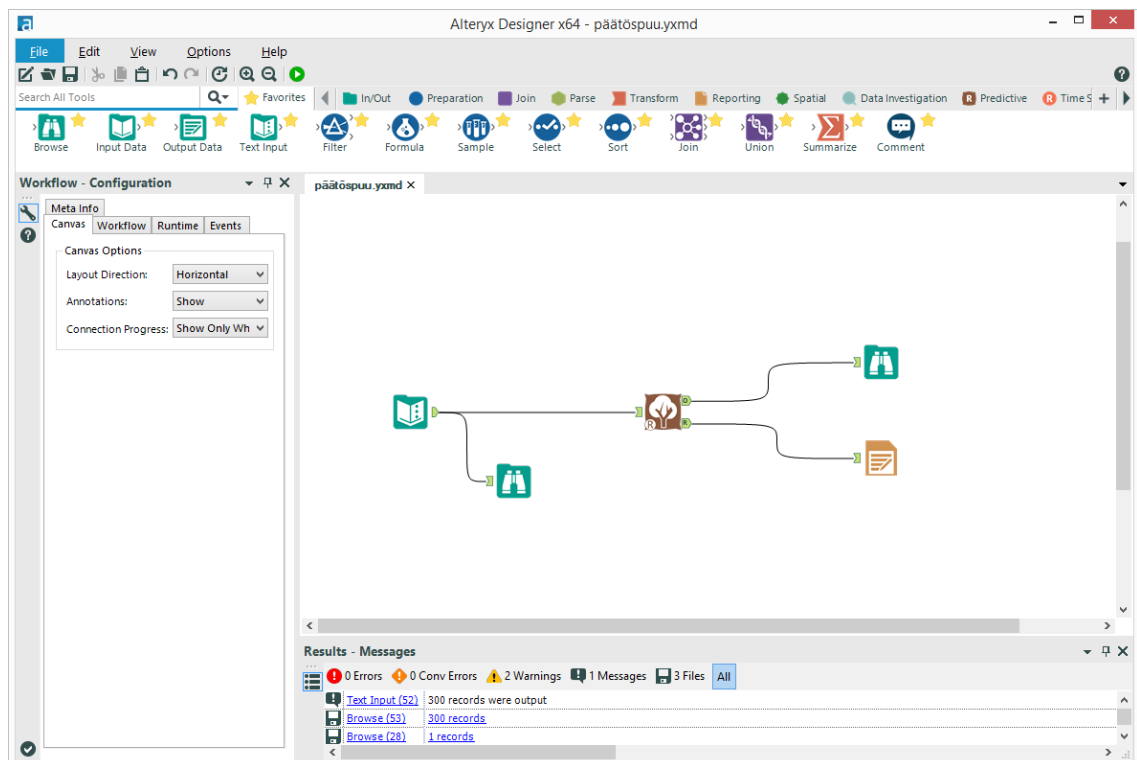 Alteryx Designer x64 - päätöspuu.yxmd
File Edit View Options Help
Search All Tools Favorites In/Out Preparation Join Parse Transform Reporting Spatial Data Investigation R Predictive R Time S
Browse Input Data Output Data Text Input Filter Formula Sample Select Sort Join Union Summarize Comment
Workflow - Configuration
päätöspuu.yxmd
Meta Info
Canvas Workflow Runtime Events
Canvas Options
Layout Direction: Horizontal
Annotations: Show
Connection Progress: Show Only Wh
O
R R
Results - Messages
0 Errors 0 Conv Errors 2 Warnings 1 Messages 3 Files All
Text Input (52) 300 records were output
Browse (53) 300 records
Browse (28) 1 records